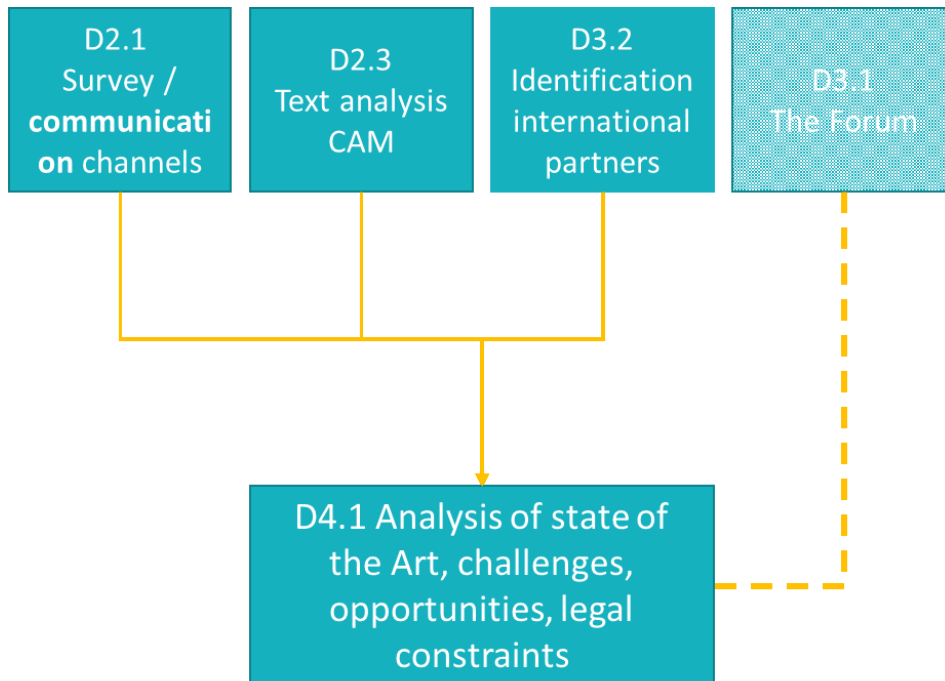 D2.1
Survey /
communicati
on channels
D2.3
Text analysis
CAM
D3.2
Identification
international
partners
D3.1
The Forum
D4.1 Analysis of state of
the Art, challenges,
opportunities, legal
constraints